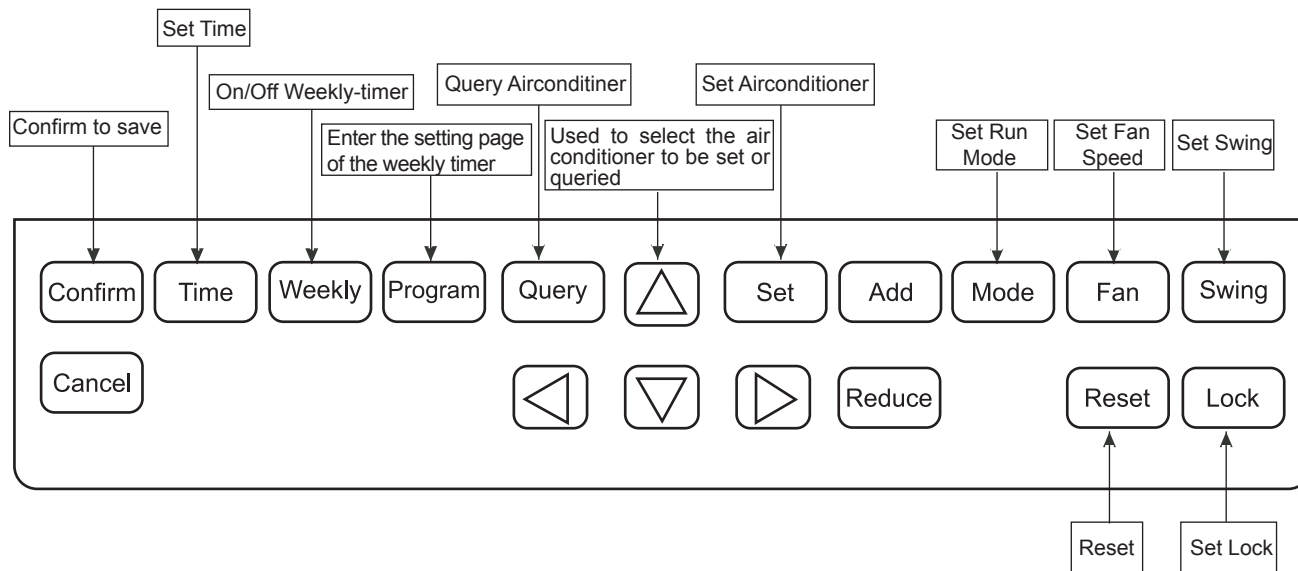 Set Time
On/Off Weekly-timer
Query Airconditiner
Set Airconditioner
Confirm to save
Enter the setting page
of the weekly timer
Used to select the air
conditioner to be set or
queried
Set Run
Mode
Set Fan
Speed
Set Swing
Confirm
Time
Weekly
Program
Query
Set
Add
Mode
Fan
Swing
Cancel
Reduce
Reset
Lock
Reset
Set Lock